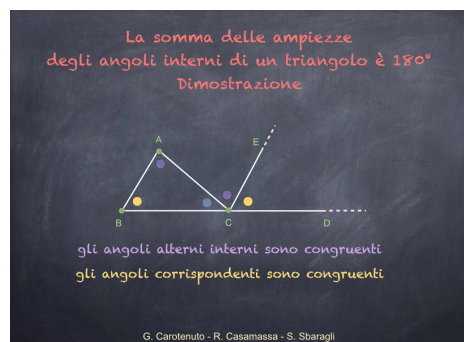 La somma delle ampiezze
degli angoli interni di un triangolo è 180°
Dimostrazione
A
E
B
C
D
gli angoli alterni interni sono congruenti
gli angoli corrispondenti sono congruenti
G. Carotenuto - R. Casamassa - S. Sbaragli